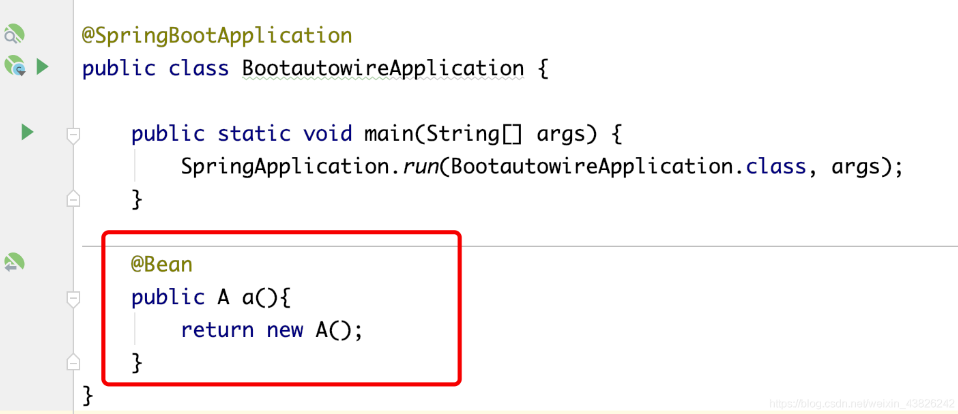 @SpringBootApplication
public class BootautowireApplication {
public static void main(String[] args) {
SpringApplication.run(BootautowireApplication.class, args);
}
@Bean
public A a(){
return new A();
}
}
https://blog.csdn.net/weixin_43826242